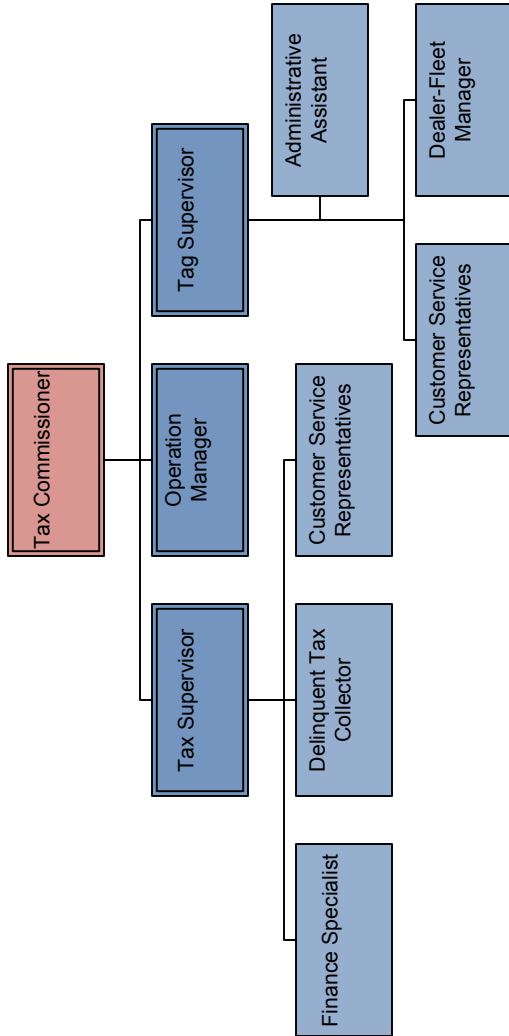 Tax Commissioner
Tax Supervisor
Operation
Manager
Tag Supervisor
Administrative
Assistant
Finance Specialist
Delinquent Tax
Collector
Customer Service
Representatives
Customer Service
Representatives
Dealer-Fleet
Manager